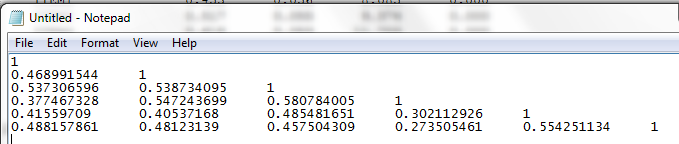 Untitled - Notepad
File Edit Format View Help
1
0.468991544 1
0.537306596 0.538734095 1
0.377467328 0.547243699 0.580784005 1
0.41559709 0.40537168 0.485481651 0.302112926 1
0.488157861 0.48123139 0.457504309 0.273505461 0.554251134 1